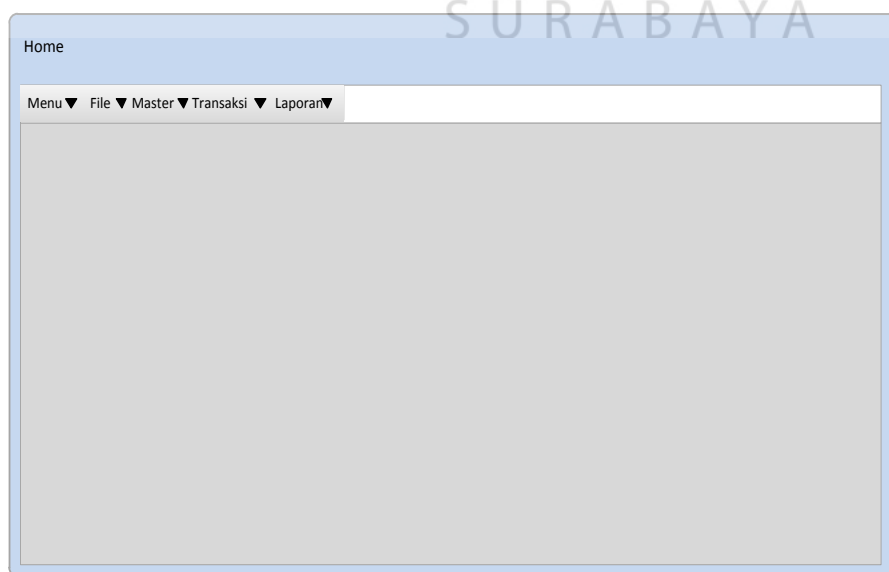 SURABAYA
Home
Menu ▼ File ▼ Master ▼ Transaksi ▼ Laporan ▼